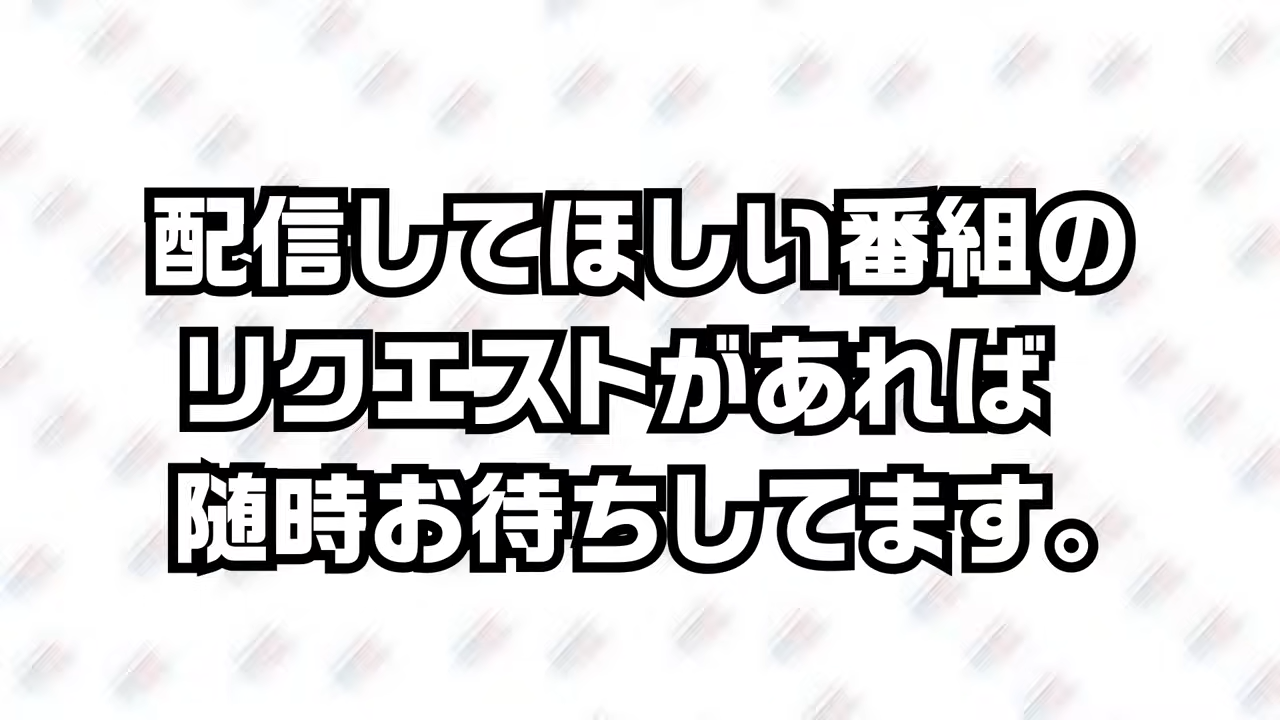 配信してほしい番組の
リクエストがあれば
随時お待ちしてます。